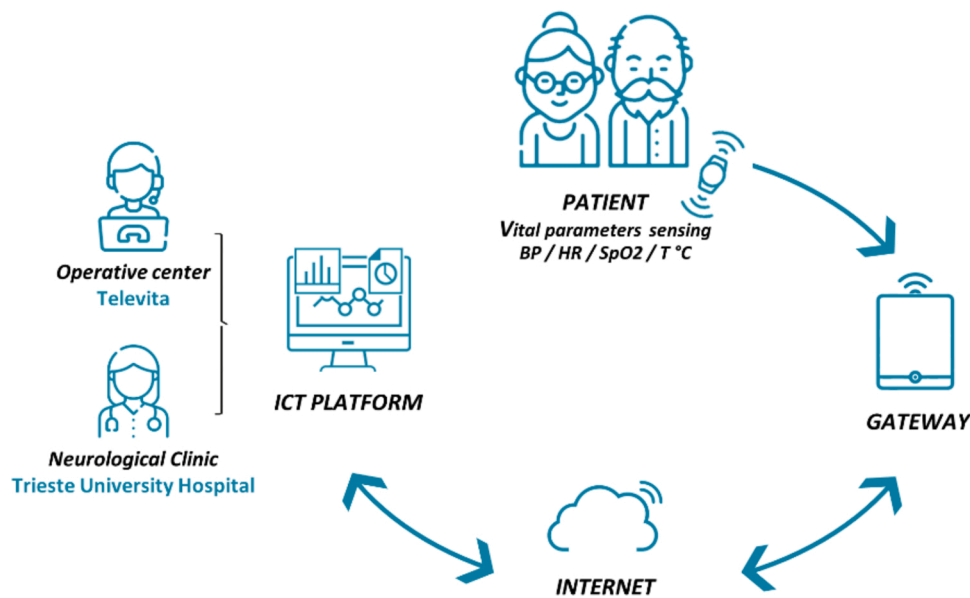 PATIENT
Vital parameters sensing
BP / HR / SpO2 / T °C
Operative center
Televita
ICT PLATFORM
GATEWAY
Neurological Clinic
Trieste University Hospital
INTERNET